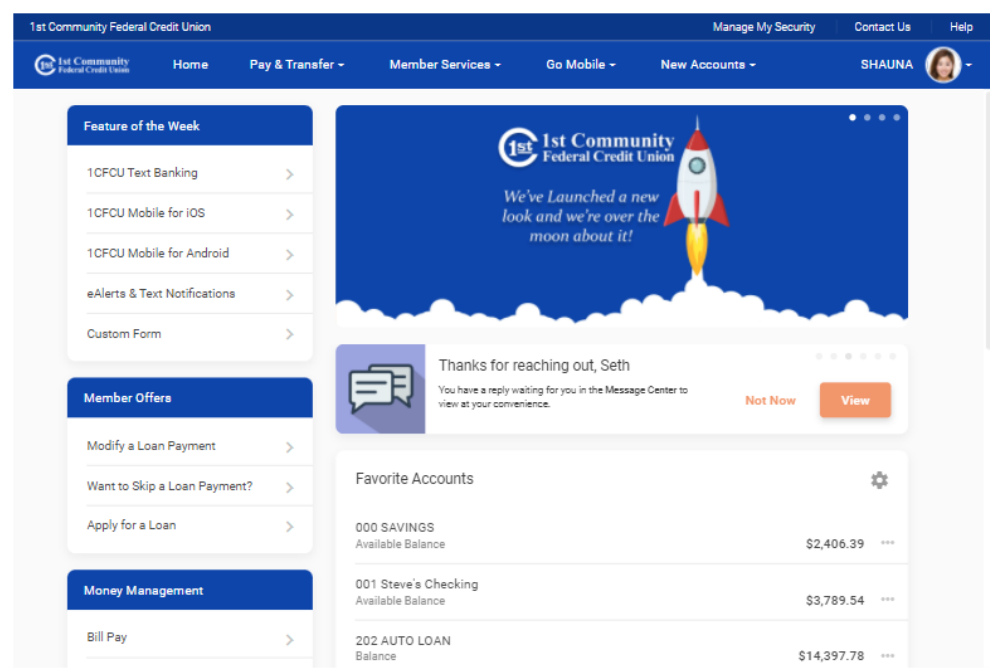 1st Community Federal Credit Union
Manage My Security
Contact Us
Help
1st
1st Community
Federal Credit Union
Home
Pay & Transfer
Member Services
Go Mobile
New Accounts
SHAUNA
Feature of the Week
1CFCU Text Banking
1CFCU Mobile for iOS
1CFCU Mobile for Android
eAlerts & Text Notifications
Custom Form
Member Offers
Modify a Loan Payment
Want to Skip a Loan Payment?
Apply for a Loan
Money Management
Bill Pay
1st
1st Community
Federal Credit Union
We've Launched a new
look and we're over the
moon about it!
Thanks for reaching out, Seth
You have a reply waiting for you in the Message Center to
view at your convenience.
Not Now
View
Favorite Accounts
000 SAVINGS
Available Balance
$2,406.39
001 Steve's Checking
Available Balance
$3,789.54
202 AUTO LOAN
Balance
$14,397.78